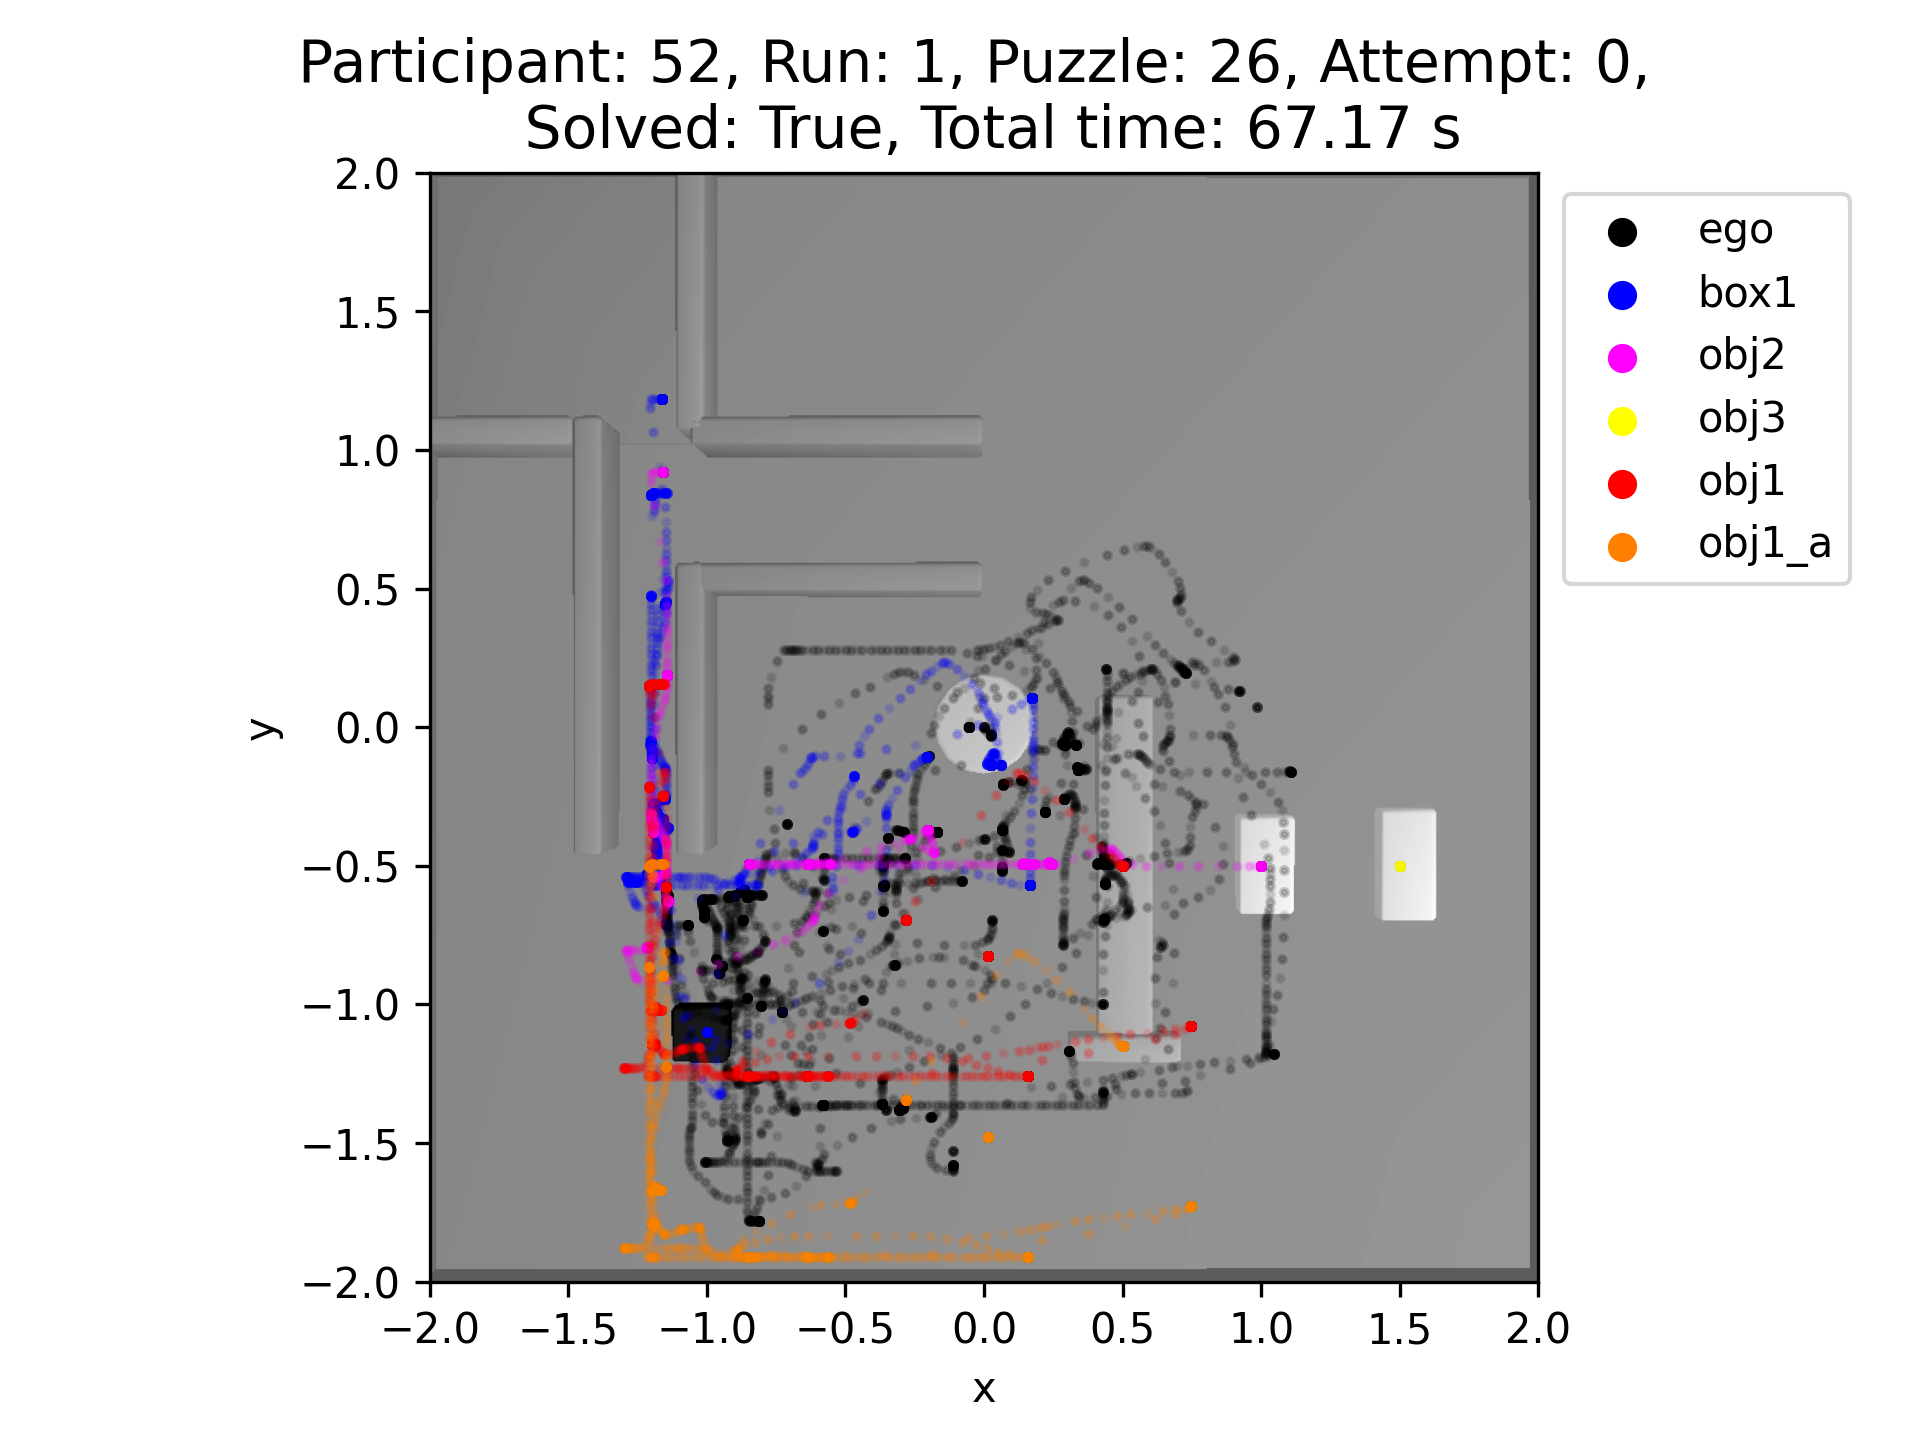 Participant: 52, Run: 1, Puzzle: 26, Attempt: 0,
Solved: True, Total time: 67.17 s
2.0
1.5
1.0
0.5
0.0
−0.5
−1.0
−1.5
−2.0
y
−2.0 −1.5 −1.0 −0.5 0.0 0.5 1.0 1.5 2.0
x
ego
box1
obj2
obj3
obj1
obj1_a